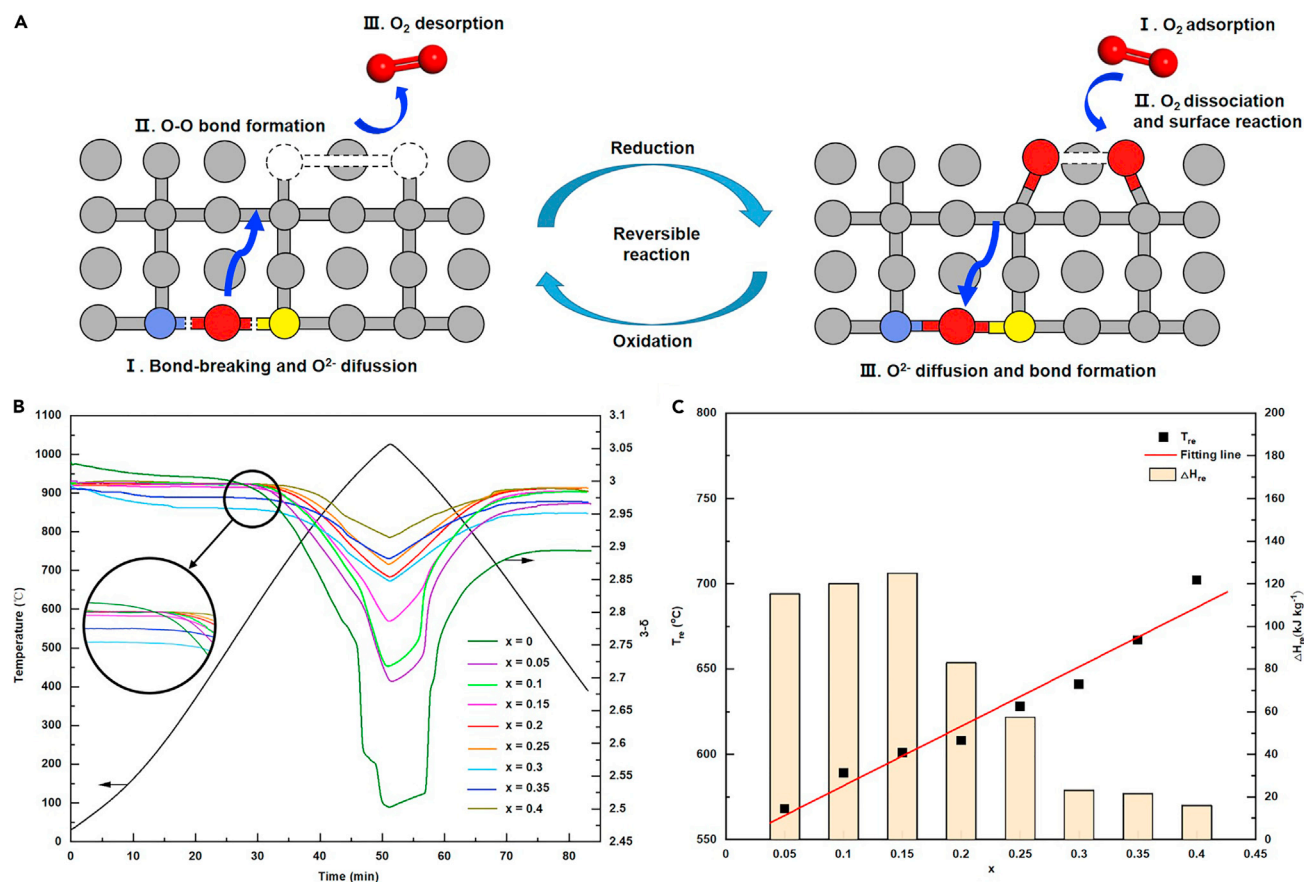 A
III. O2 desorption
II. O-O bond formation
I. Bond-breaking and O2- difussion
Reduction
Reversible
reaction
Oxidation
I. O2 adsorption
II. O2 dissociation
and surface reaction
III. O2- diffusion and bond formation
B
1100
1000
900
800
700
600
500
400
300
200
100
0
Temperature (℃)
3.1
3.05
3
2.95
2.9
2.85
2.8
2.75
2.7
2.65
2.6
2.55
2.5
2.45
3-δ
x = 0
x = 0.05
x = 0.1
x = 0.15
x = 0.2
x = 0.25
x = 0.3
x = 0.35
x = 0.4
0 10 20 30 40 50 60 70 80
Time (min)
C
800
750
700
650
600
550
Tre (°C)
Tre
Fitting line
△Hre
200
180
160
140
120
100
80
60
40
20
0
△Hre(kJ kg-1)
0 0.05 0.1 0.15 0.2 0.25 0.3 0.35 0.4 0.45
x